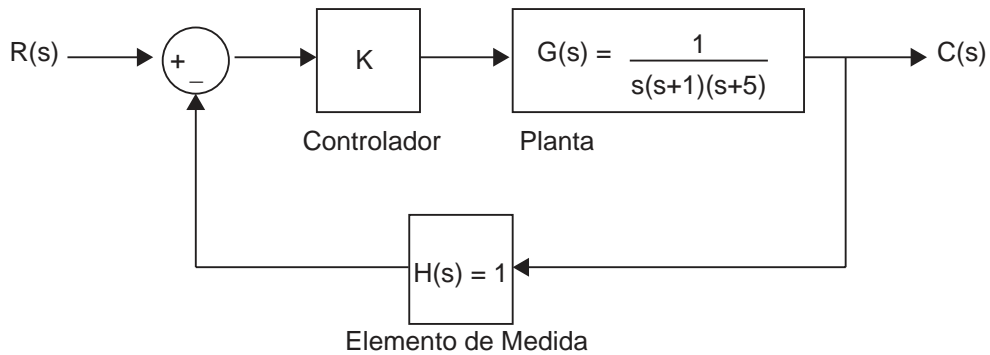 R(s)
+
_
K
G(s) = 1
s(s+1)(s+5)
C(s)
Controlador
Planta
H(s) = 1
Elemento de Medida